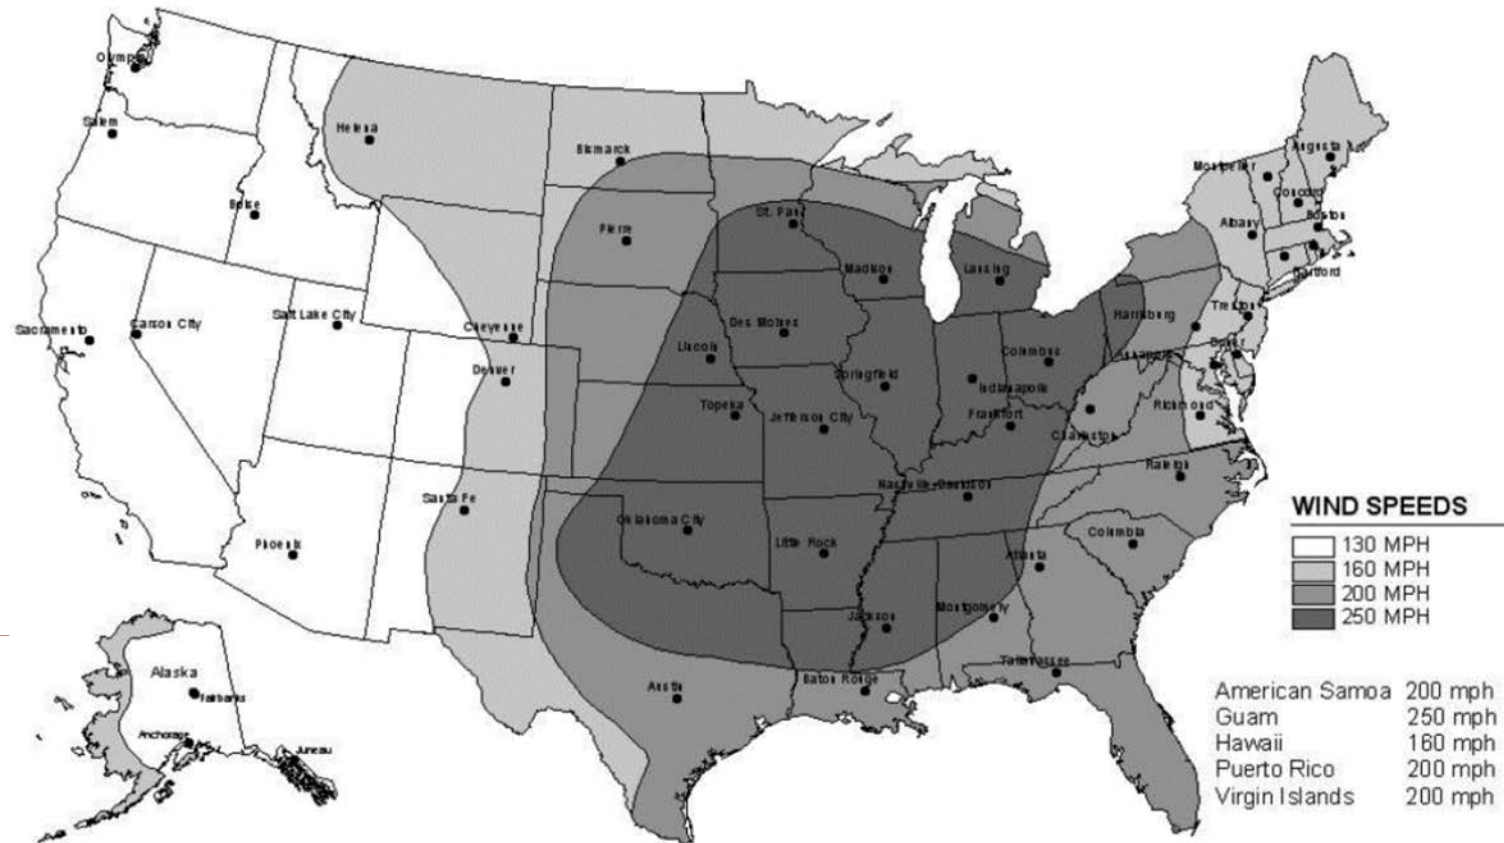 Olympia
Salem
Helena
Bismarck
Boise
Pierre
St. Paul
Augusta
Montpelier
Concord
Boston
Albany
Hartford
Madison
Lansing
Sacramento
Carson City
Salt Lake City
Cheyenne
Des Moines
Harrisburg
Trenton
Denver
Lincoln
Columbus
Annapolis
Dover
Springfield
Indianapolis
Topeka
Jefferson City
Frankfort
Charleston
Richmond
Santa Fe
Nashville-Davidson
Raleigh
Phoenix
Oklahoma City
Little Rock
Atlanta
Columbia
Jackson
Montgomery
Tallahassee
Austin
Baton Rouge
Alaska
Fairbanks
Anchorage
Juneau
WIND SPEEDS
130 MPH
160 MPH
200 MPH
250 MPH
American Samoa 200 mph
Guam 250 mph
Hawaii 160 mph
Puerto Rico 200 mph
Virgin Islands 200 mph